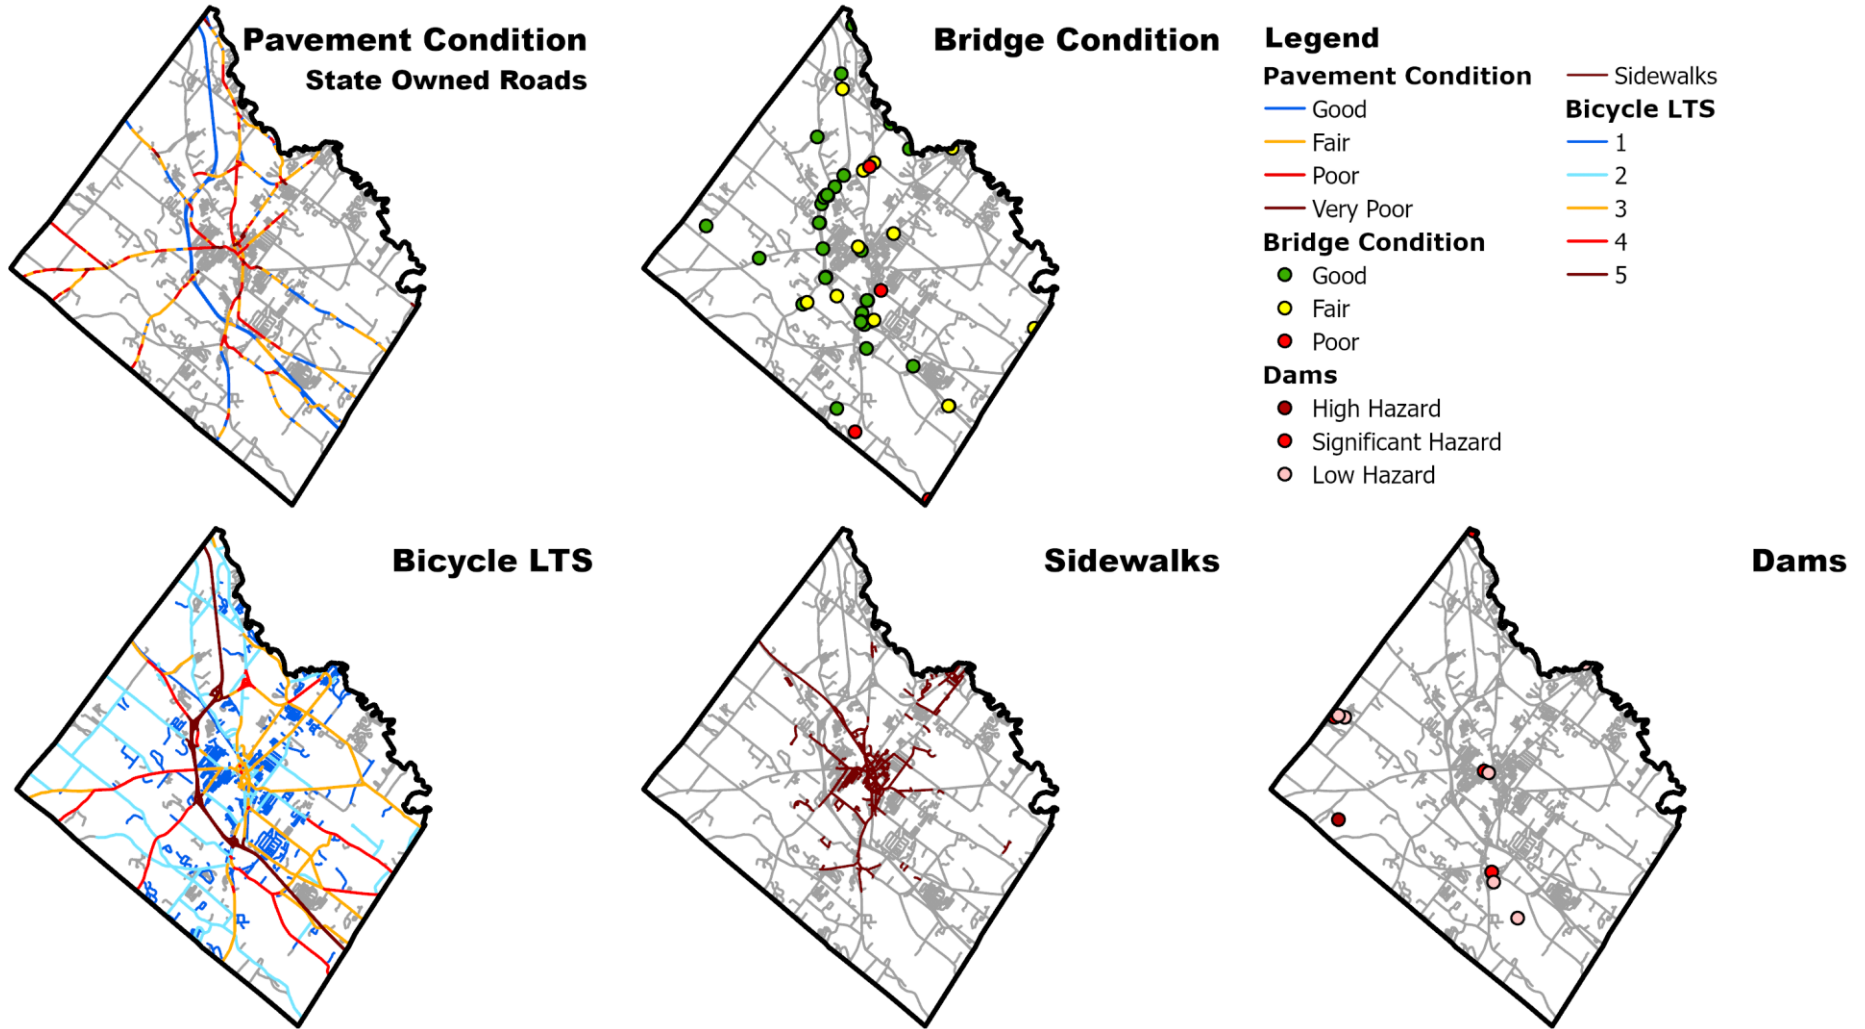 Pavement Condition
State Owned Roads
Bridge Condition
Legend
Pavement Condition
Good
Fair
Poor
Very Poor
Bridge Condition
Good
Fair
Poor
Dams
High Hazard
Significant Hazard
Low Hazard
Sidewalks
Bicycle LTS
1
2
3
4
5
Bicycle LTS
Sidewalks
Dams